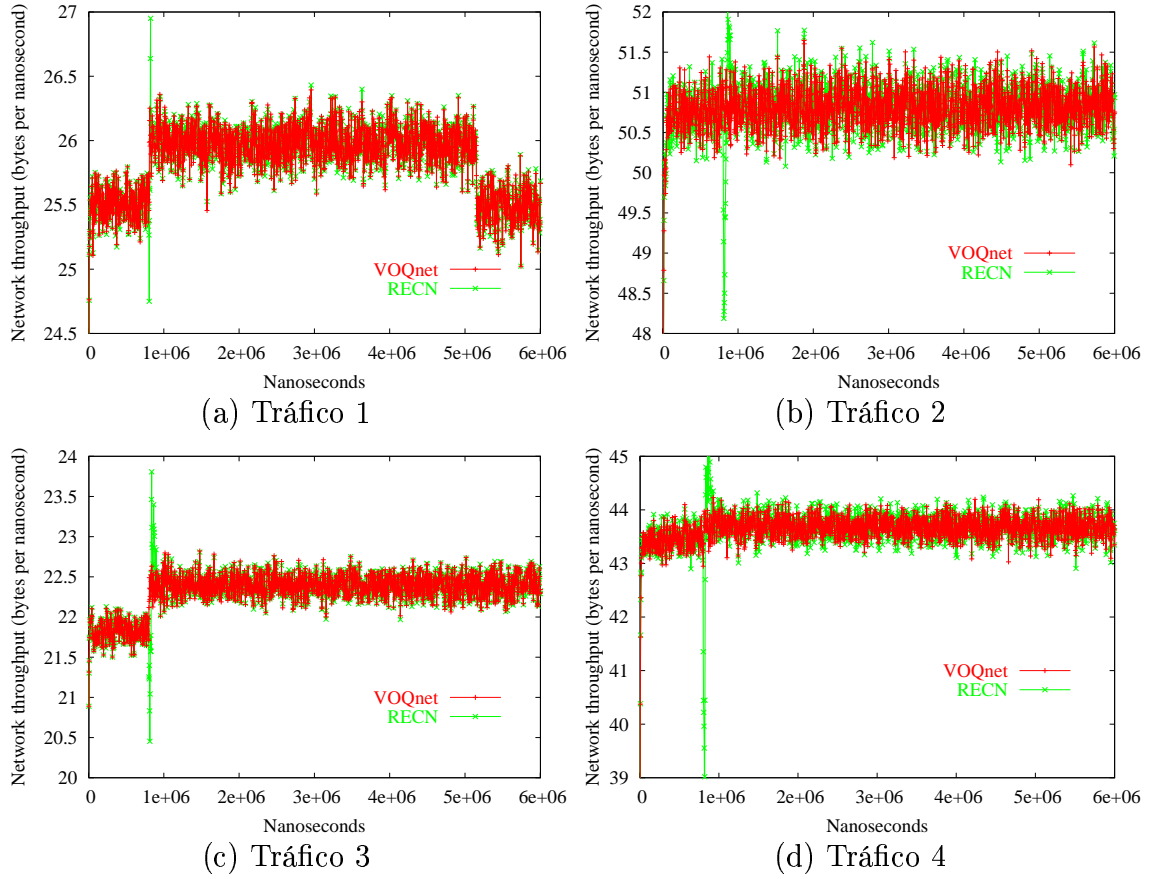 Network throughput (bytes per nanosecond)
27
26.5
26
25.5
25
24.5
0 1e+06 2e+06 3e+06 4e+06 5e+06 6e+06
Nanoseconds
VOQnet
RECN
(a) Tráfico 1
Network throughput (bytes per nanosecond)
52
51.5
51
50.5
50
49.5
49
48.5
48
0 1e+06 2e+06 3e+06 4e+06 5e+06 6e+06
Nanoseconds
VOQnet
RECN
(b) Tráfico 2
Network throughput (bytes per nanosecond)
24
23.5
23
22.5
22
21.5
21
20.5
20
0 1e+06 2e+06 3e+06 4e+06 5e+06 6e+06
Nanoseconds
VOQnet
RECN
(c) Tráfico 3
Network throughput (bytes per nanosecond)
45
44
43
42
41
40
39
0 1e+06 2e+06 3e+06 4e+06 5e+06 6e+06
Nanoseconds
VOQnet
RECN
(d) Tráfico 4